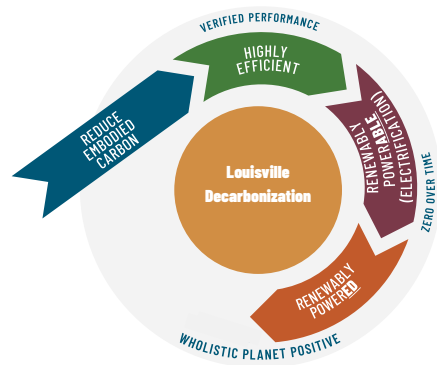 VERIFIED PERFORMANCE
HIGHLY
EFFICIENT
REDUCE
EMBODIED
CARBON
RENEWABLY
POWERABLE
(ELECTRIFICATION)
Louisville
Decarbonization
ZERO OVER TIME
RENEWABLY
POWERED
WHOLISTIC PLANET POSITIVE